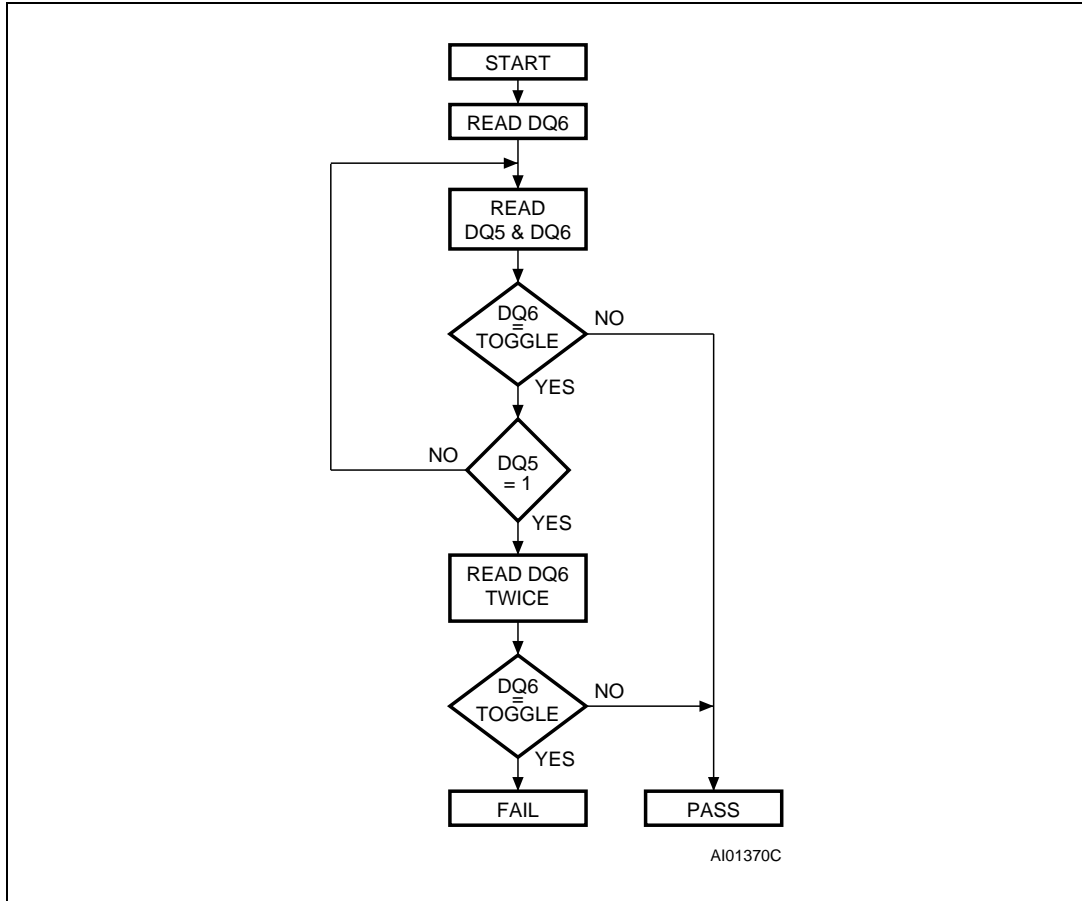 START
READ DQ6
READ
DQ5 & DQ6
DQ6
=
TOGGLE
NO
YES
NO
DQ5
= 1
YES
READ DQ6
TWICE
DQ6
=
TOGGLE
NO
YES
FAIL
PASS
AI01370C